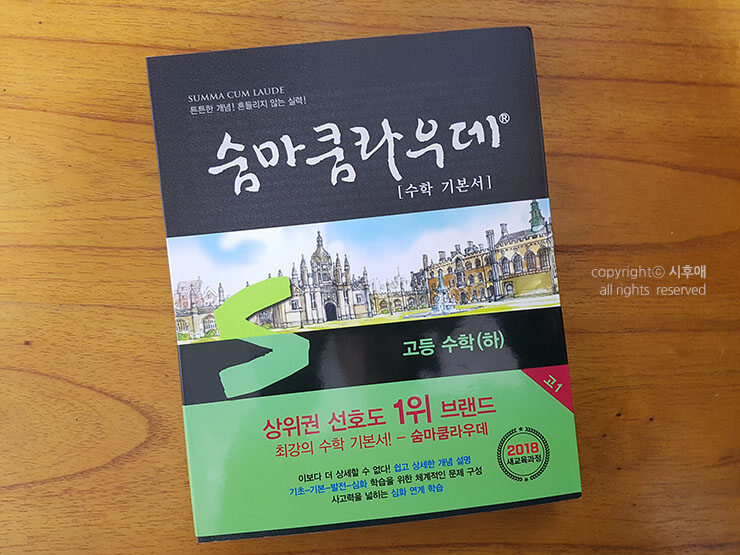 SUMMA CUM LAUDE
튼튼한 개념! 흔들리지 않는 실력!
숨마쿰라우데®
[수학 기본서]
copyrightⓒ 시후애
all rights reserved
고등 수학(하)
고1
상위권 선호도 1위 브랜드
최강의 수학 기본서! - 숨마쿰라우데
2018
새교육과정
이보다 더 상세할 수 없다! 쉽고 상세한 개념 설명
기초-기본-발전-심화 학습을 위한 체계적인 문제 구성
사고력을 넓히는 심화 연계 학습